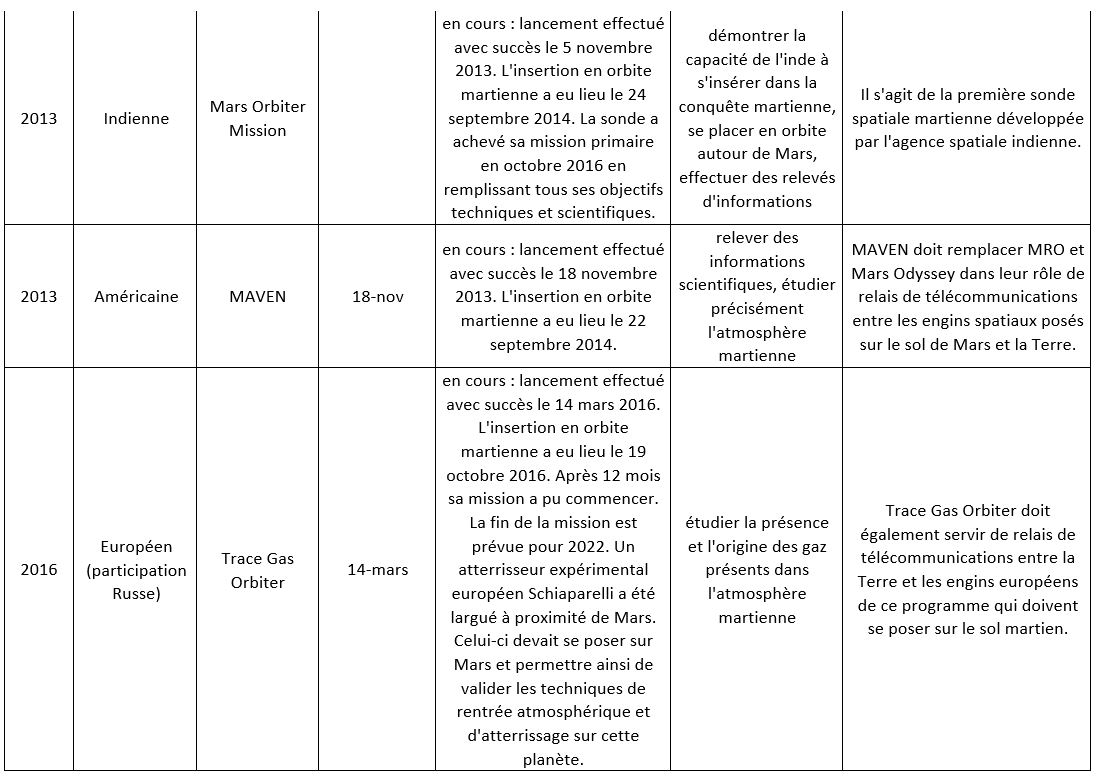 2013
Indienne
Mars Orbiter
Mission
en cours : lancement effectué
avec succès le 5 novembre
2013. L'insertion en orbite
martienne a eu lieu le 24
septembre 2014. La sonde a
achevé sa mission primaire
en octobre 2016 en
remplissant tous ses objectifs
techniques et scientifiques.
démontrer la
capacité de l'inde à
s'insérer dans la
conquête martienne,
se placer en orbite
autour de Mars,
effectuer des relevés
d'informations
Il s'agit de la première sonde
spatiale martienne développée
par l'agence spatiale indienne.
2013
Américaine
MAVEN
18-nov
en cours : lancement effectué
avec succès le 18 novembre
2013. L'insertion en orbite
martienne a eu lieu le 22
septembre 2014.
relever des
informations
scientifiques, étudier
précisément
l'atmosphère
martienne
MAVEN doit remplacer MRO et
Mars Odyssey dans leur rôle de
relais de télécommunications
entre les engins spatiaux posés
sur le sol de Mars et la Terre.
2016
Européen
(participation
Russe)
Trace Gas
Orbiter
14-mars
en cours : lancement effectué
avec succès le 14 mars 2016.
L'insertion en orbite
martienne a eu lieu le 19
octobre 2016. Après 12 mois
sa mission a pu commencer.
La fin de la mission est
prévue pour 2022. Un
atterrisseur expérimental
européen Schiaparelli a été
largué à proximité de Mars.
Celui-ci devait se poser sur
Mars et permettre ainsi de
valider les techniques de
rentrée atmosphérique et
d'atterrissage sur cette
planète.
étudier la présence
et l'origine des gaz
présents dans
l'atmosphère
martienne
Trace Gas Orbiter doit
également servir de relais de
télécommunications entre la
Terre et les engins européens
de ce programme qui doivent
se poser sur le sol martien.